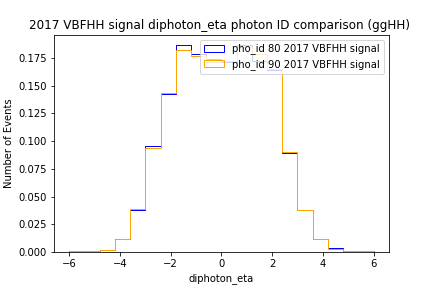 2017 VBFHH signal diphoton_eta photon ID comparison (ggHH)
pho_id 80 2017 VBFHH signal
pho_id 90 2017 VBFHH signal
Number of Events
0.175
0.150
0.125
0.100
0.075
0.050
0.025
0.000
−6 −4 −2 0 2 4 6
diphoton_eta